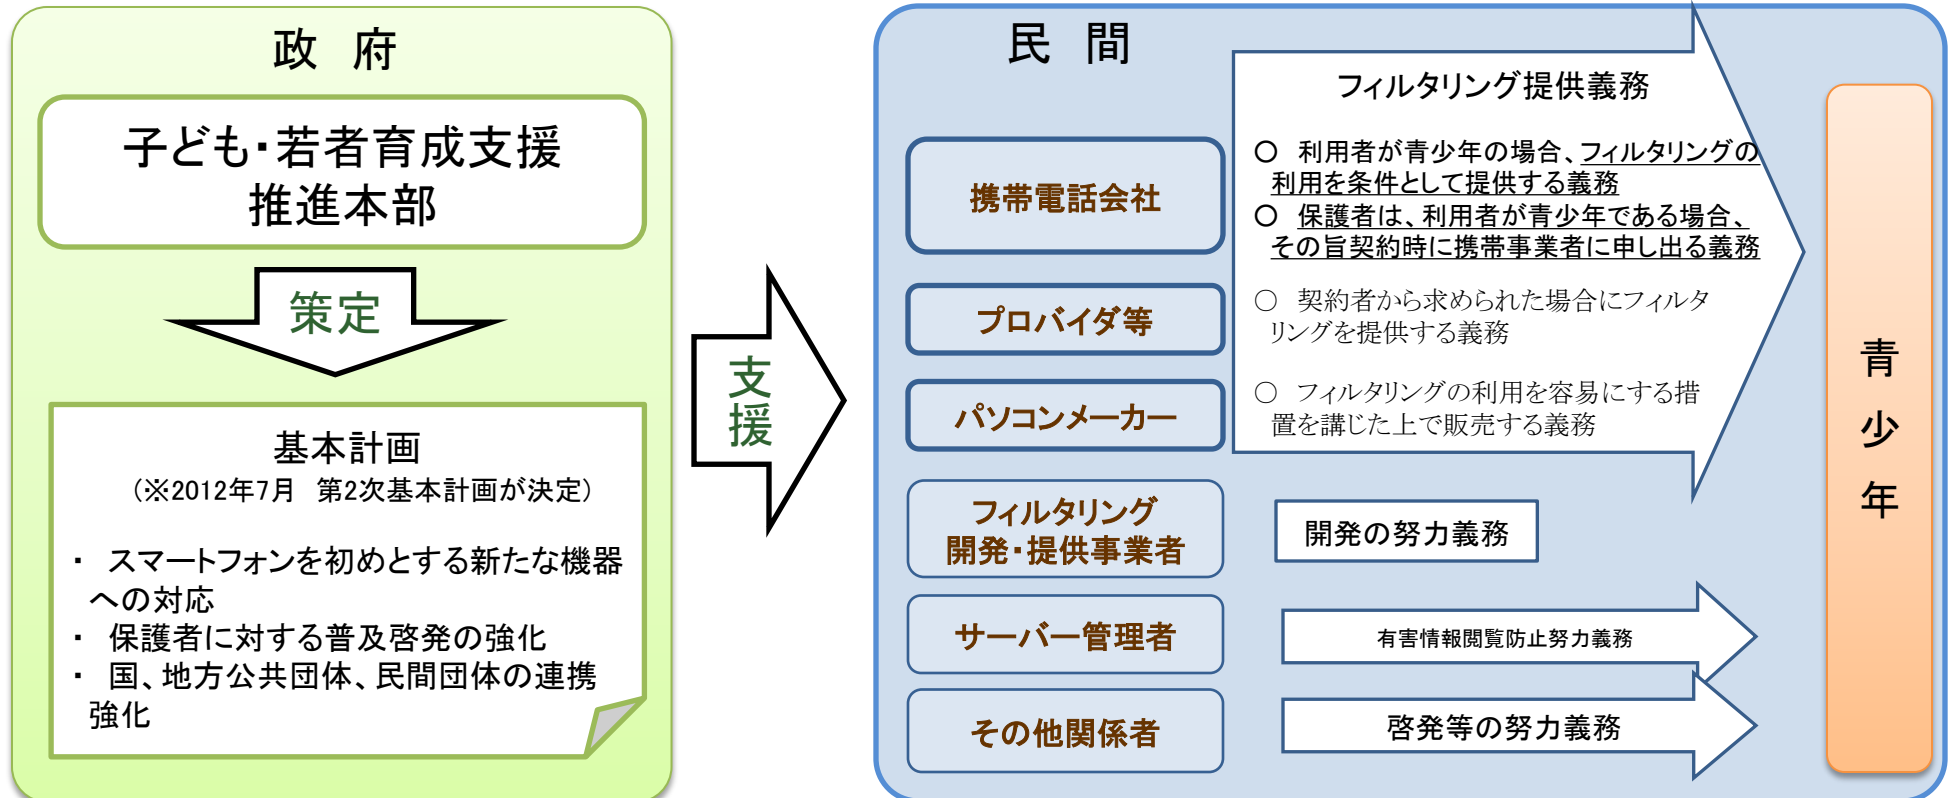 政　府
子ども・若者育成支援
推進本部
策定
基本計画
（※2012年7月　第2次基本計画が決定）
・　スマートフォンを初めとする新たな機器
への対応
・　保護者に対する普及啓発の強化
・　国、地方公共団体、民間団体の連携
強化
支援
民　間
携帯電話会社
プロバイダ等
パソコンメーカー
フィルタリング
開発・提供事業者
サーバー管理者
その他関係者
フィルタリング提供義務
○　利用者が青少年の場合、フィルタリングの
利用を条件として提供する義務
○　保護者は、利用者が青少年である場合、
その旨契約時に携帯事業者に申し出る義務
○　契約者から求められた場合にフィルタ
リングを提供する義務
○　フィルタリングの利用を容易にする措
置を講じた上で販売する義務
開発の努力義務
有害情報閲覧防止努力義務
啓発等の努力義務
青少年